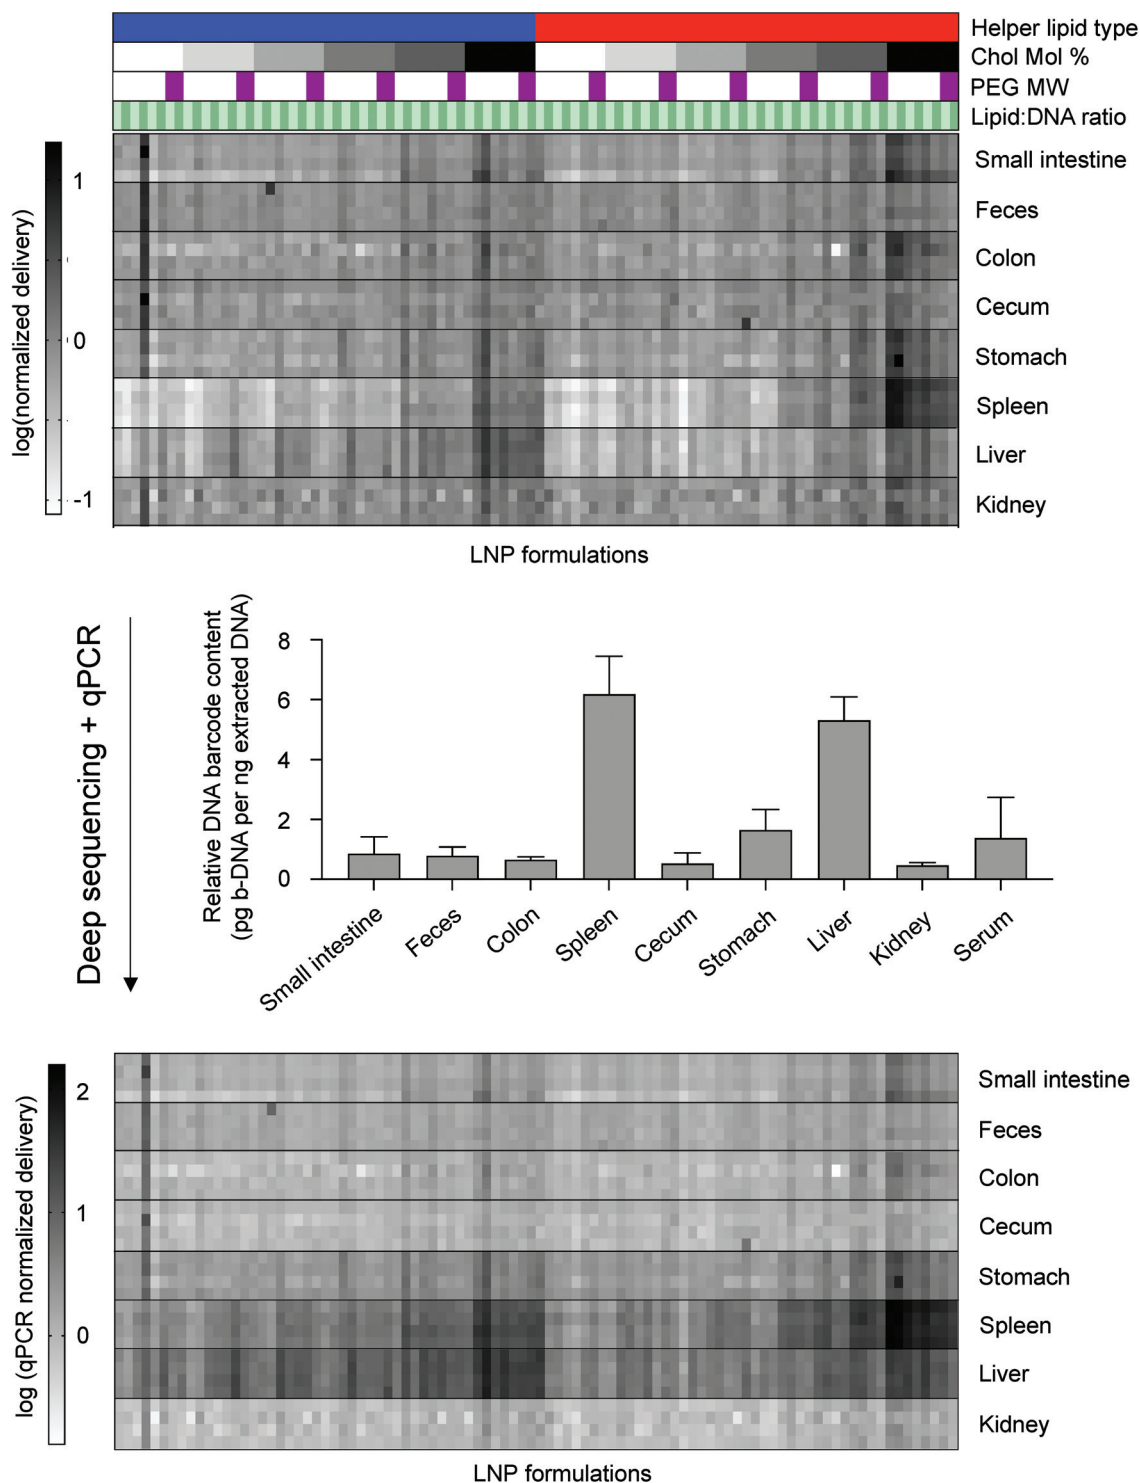 Helper lipid type
Chol Mol %
PEG MW
Lipid:DNA ratio
log(normalized delivery)
1
0
-1
Small intestine
Feces
Colon
Cecum
Stomach
Spleen
Liver
Kidney
LNP formulations
Deep sequencing + qPCR
Relative DNA barcode content
(pg b-DNA per ng extracted DNA)
8
6
4
2
0
Small intestine
Feces
Colon
Spleen
Cecum
Stomach
Liver
Kidney
Serum
log (qPCR normalized delivery)
2
1
0
Small intestine
Feces
Colon
Cecum
Stomach
Spleen
Liver
Kidney
LNP formulations